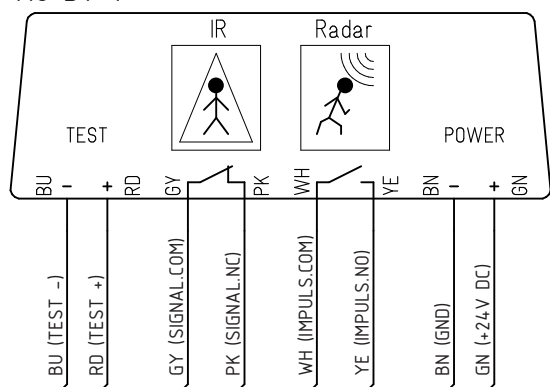 IR Radar
TEST POWER
BU - + RD GY PK WH YE BN - + GN
BU (TEST -)
RD (TEST +)
GY (SIGNAL.COM)
PK (SIGNAL.NC)
WH (IMPULS.COM)
YE (IMPULS.NO)
BN (GND)
GN (+24V DC)